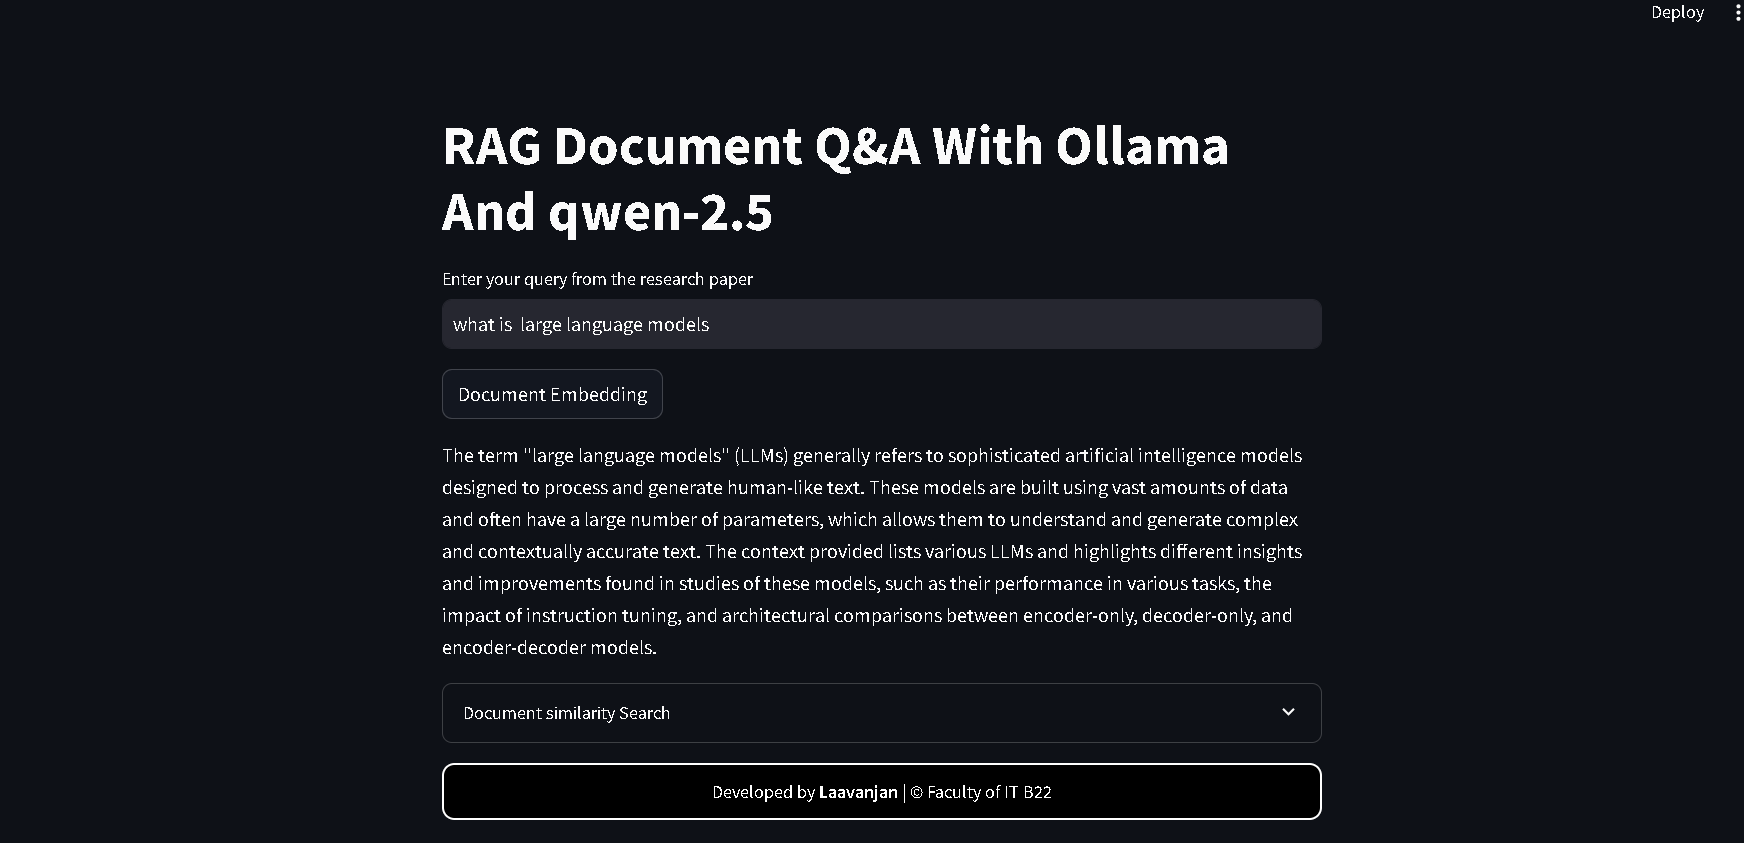 Deploy
RAG Document Q&A With Ollama
And qwen-2.5
Enter your query from the research paper
what is  large language models
Document Embedding
The term "large language models" (LLMs) generally refers to sophisticated artificial intelligence models
designed to process and generate human-like text. These models are built using vast amounts of data
and often have a large number of parameters, which allows them to understand and generate complex
and contextually accurate text. The context provided lists various LLMs and highlights different insights
and improvements found in studies of these models, such as their performance in various tasks, the
impact of instruction tuning, and architectural comparisons between encoder-only, decoder-only, and
encoder-decoder models.
Document similarity Search
Developed by Laavanjan | © Faculty of IT B22